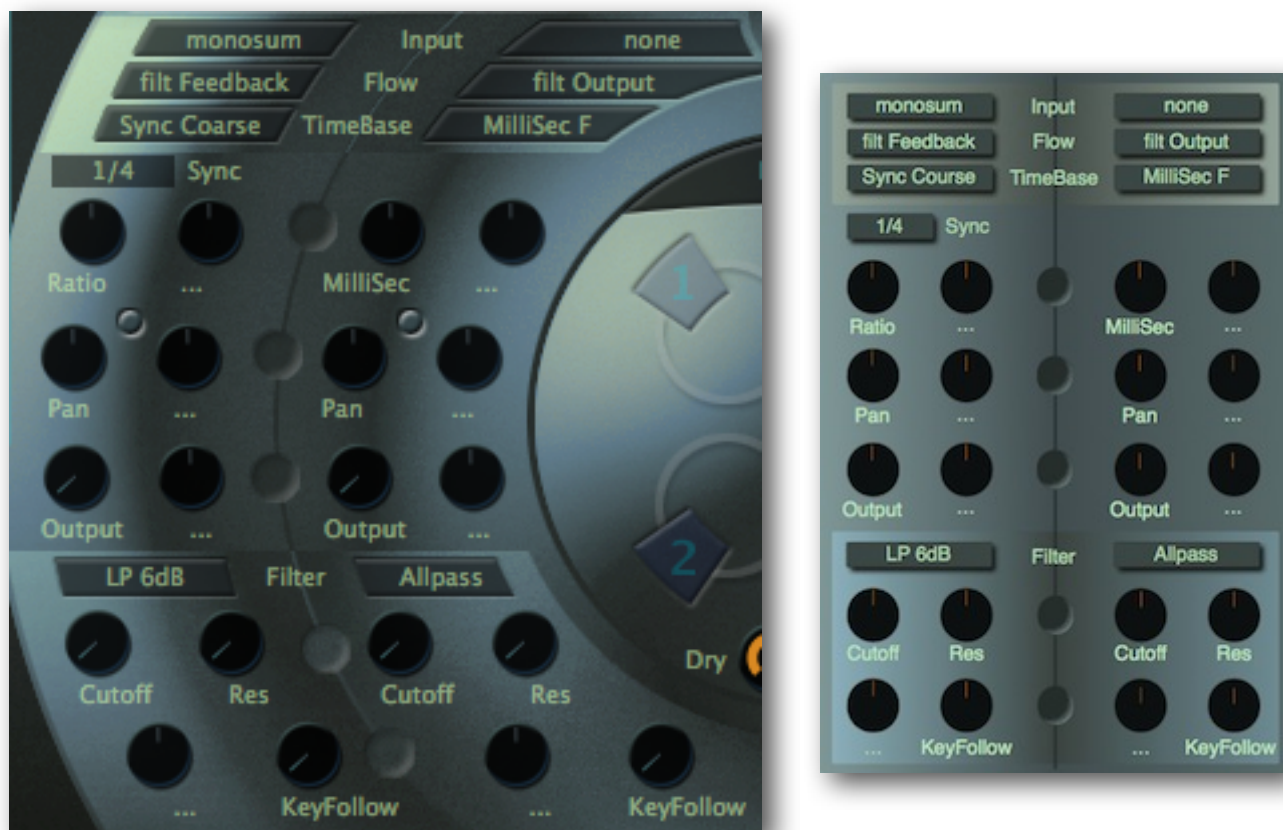 monosum Input none
filt Feedback Flow filt Output
Sync Coarse TimeBase MilliSec F
1/4 Sync
Ratio ... MilliSec ...
Pan ... Pan ...
Output ... Output ...
1
2
LP 6dB Filter Allpass
Dry
Cutoff Res Cutoff Res
... KeyFollow ... KeyFollow
monosum Input none
filt Feedback Flow filt Output
Sync Course TimeBase MilliSec F
1/4 Sync
Ratio ... MilliSec ...
Pan ... Pan ...
Output ... Output ...
LP 6dB Filter Allpass
Cutoff Res Cutoff Res
... KeyFollow ... KeyFollow